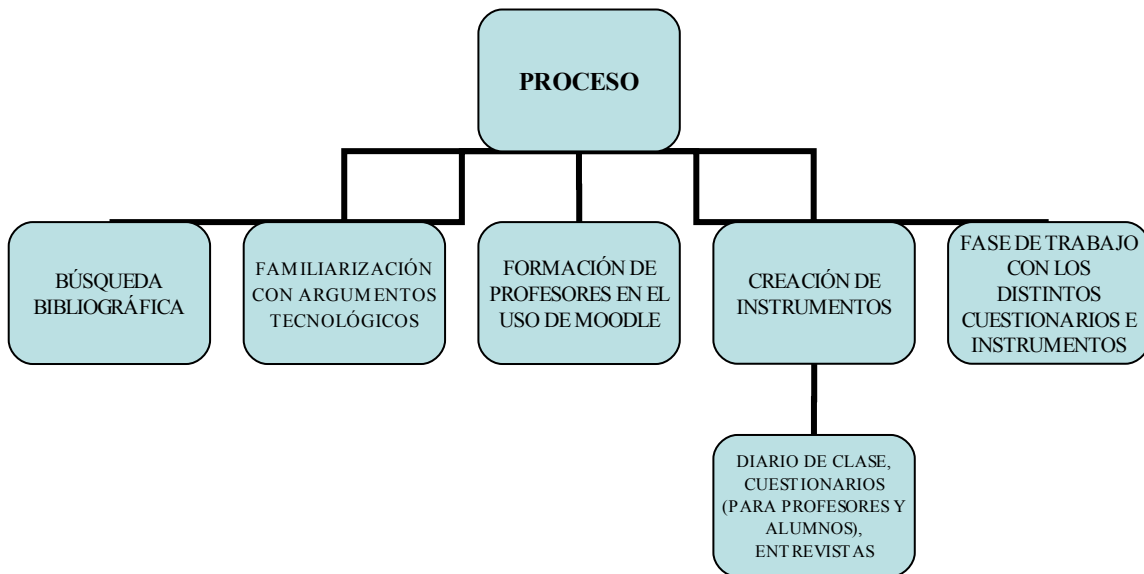 PROCESO
BÚSQUEDA
BIBLIOGRÁFICA
FAMILIARIZACIÓN
CON ARGUMENTOS
TECNOLÓGICOS
FORMACIÓN DE
PROFESORES EN EL
USO DE MOODLE
CREACIÓN DE
INSTRUMENTOS
FASE DE TRABAJO
CON LOS
DISTINTOS
CUESTIONARIOS E
INSTRUMENTOS
DIARIO DE CLASE,
CUESTIONARIOS
(PARA PROFESORES Y
ALUMNOS),
ENTREVISTAS